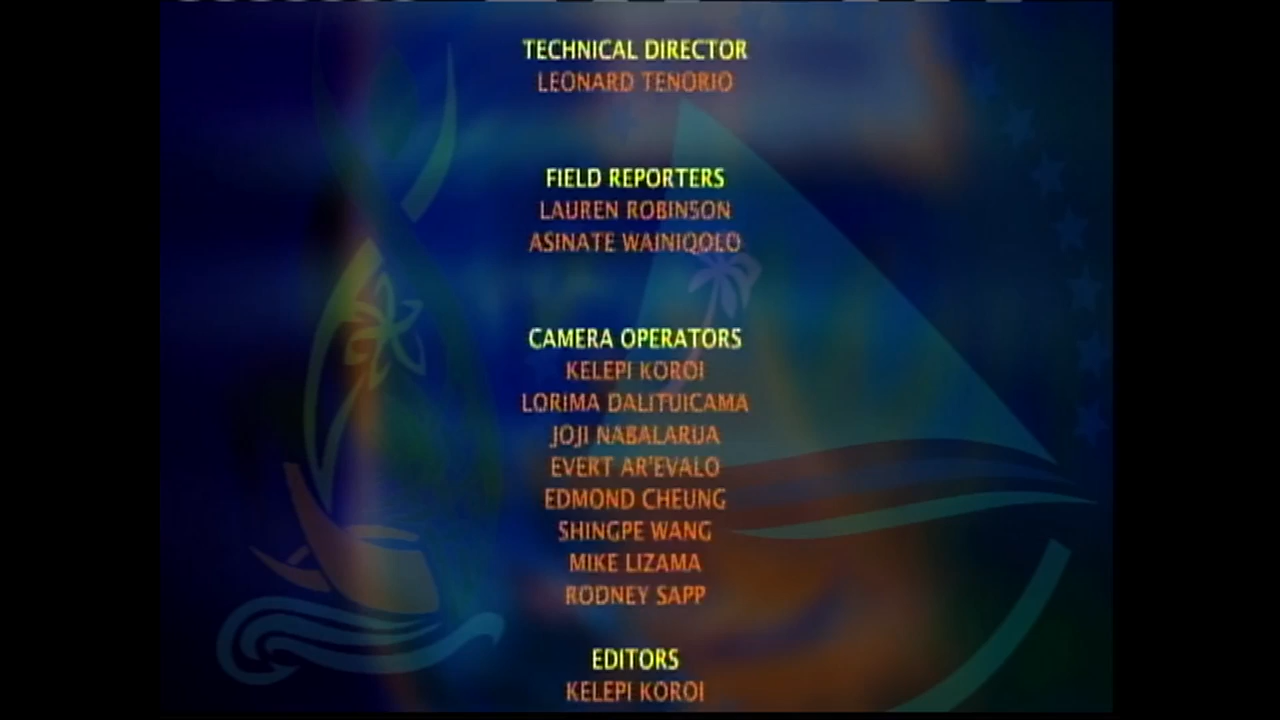 TECHNICAL DIRECTOR
LEONARD TENORIO
FIELD REPORTERS
LAUREN ROBINSON
ASINATE WAINIQOLO
CAMERA OPERATORS
KELEPI KOROI
LORIMA DALITUICAMA
JOJI NABALARUA
EVERT AR'EVALO
EDMOND CHEUNG
SHINGPE WANG
MIKE LIZAMA
RODNEY SAPP
EDITORS
KELEPI KOROI